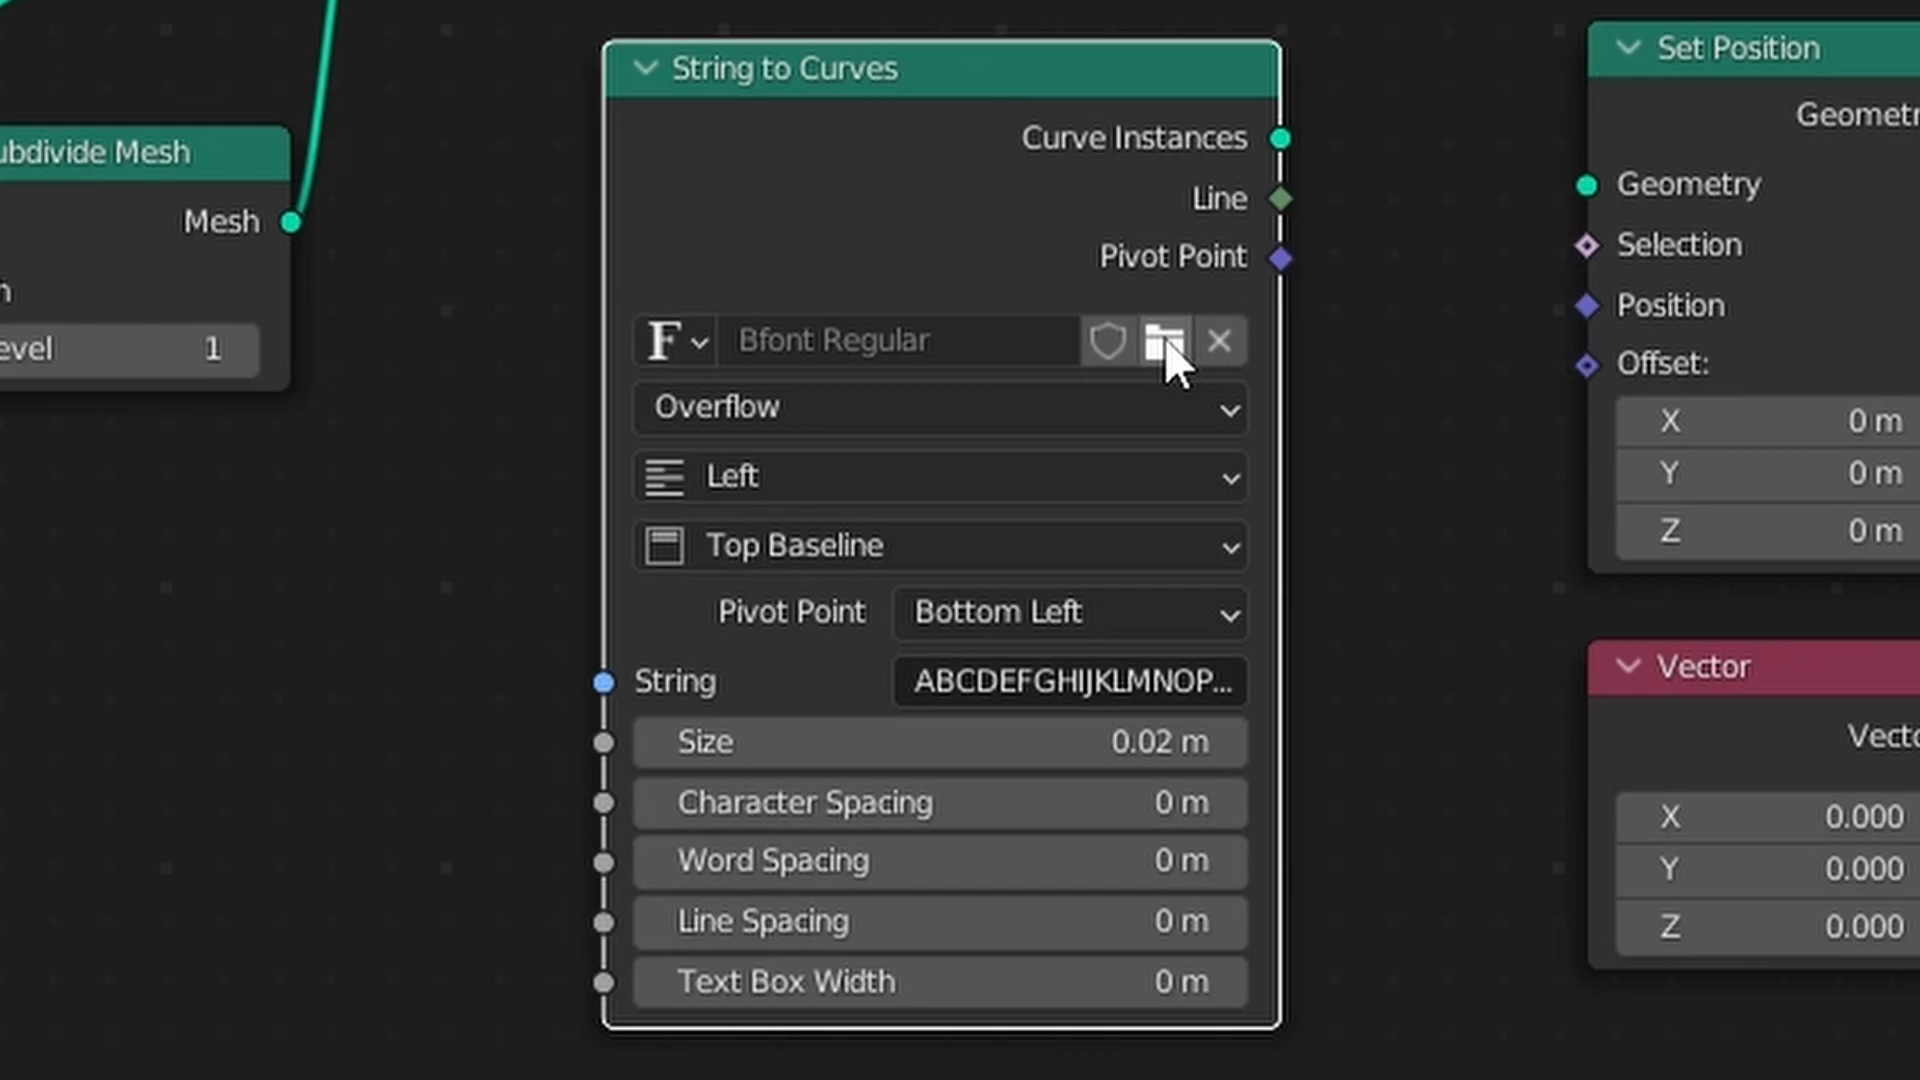 ubdivide Mesh
Mesh
evel 1
String to Curves
Curve Instances
Line
Pivot Point
F Bfont Regular
Overflow
Left
Top Baseline
Pivot Point Bottom Left
String ABCDEFGHIJKLMNOP...
Size 0.02 m
Character Spacing 0 m
Word Spacing 0 m
Line Spacing 0 m
Text Box Width 0 m
Set Position
Geometr
Geometry
Selection
Position
Offset:
X 0 m
Y 0 m
Z 0 m
Vector
Vecto
X 0.000
Y 0.000
Z 0.000